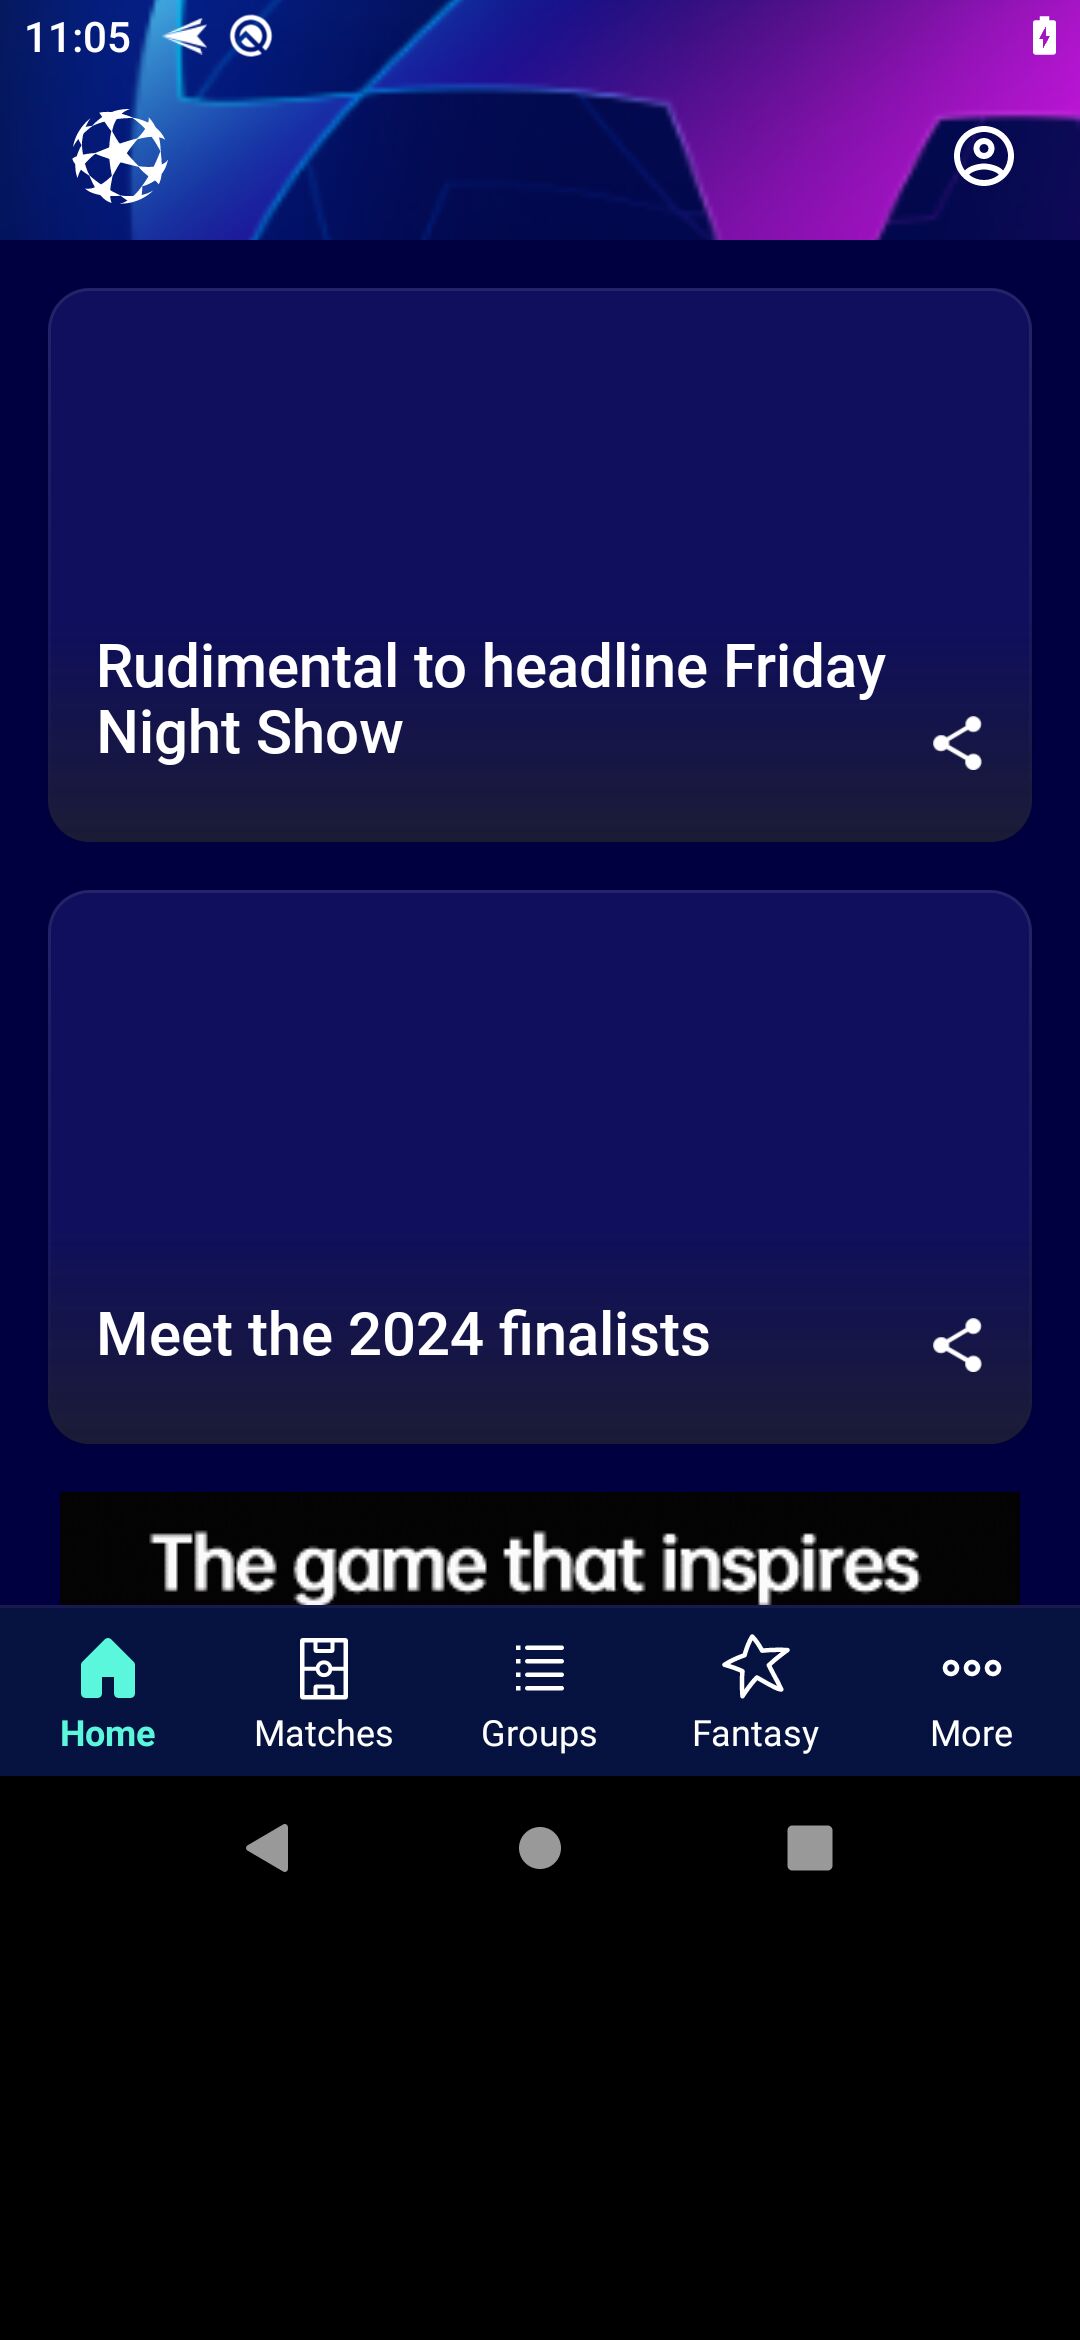 11:05
Rudimental to headline Friday
Night Show
Meet the 2024 finalists
The game that inspires
Home
Matches
Groups
Fantasy
More